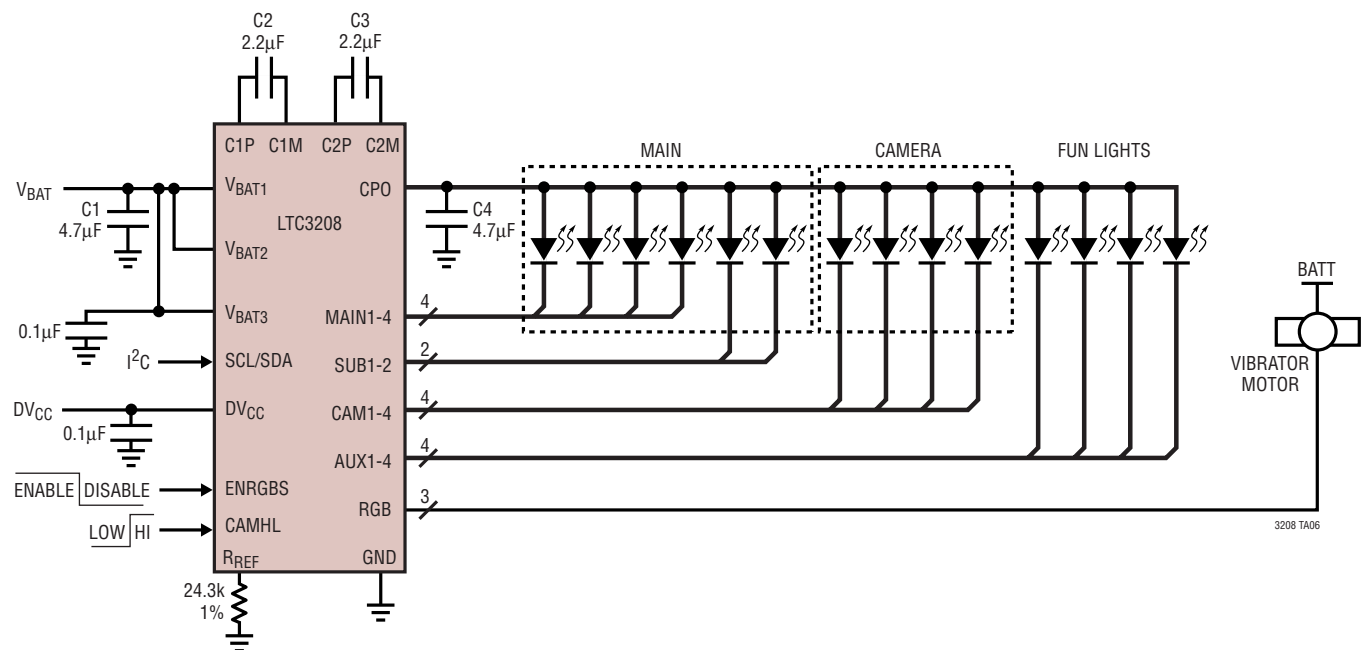 C2
2.2µF
C3
2.2µF
C1P C1M C2P C2M
MAIN
CAMERA
FUN LIGHTS
VBAT
VBAT1
CPO
C1
4.7µF
LTC3208
C4
4.7µF
VBAT2
BATT
0.1µF
VBAT3
MAIN1-4
4
I2C
SCL/SDA
SUB1-2
2
VIBRATOR
MOTOR
DVCC
DVCC
CAM1-4
4
0.1µF
AUX1-4
4
ENABLE DISABLE
ENRGBS
RGB
3
LOW HI
CAMHL
3208 TA06
RREF
GND
24.3k
1%